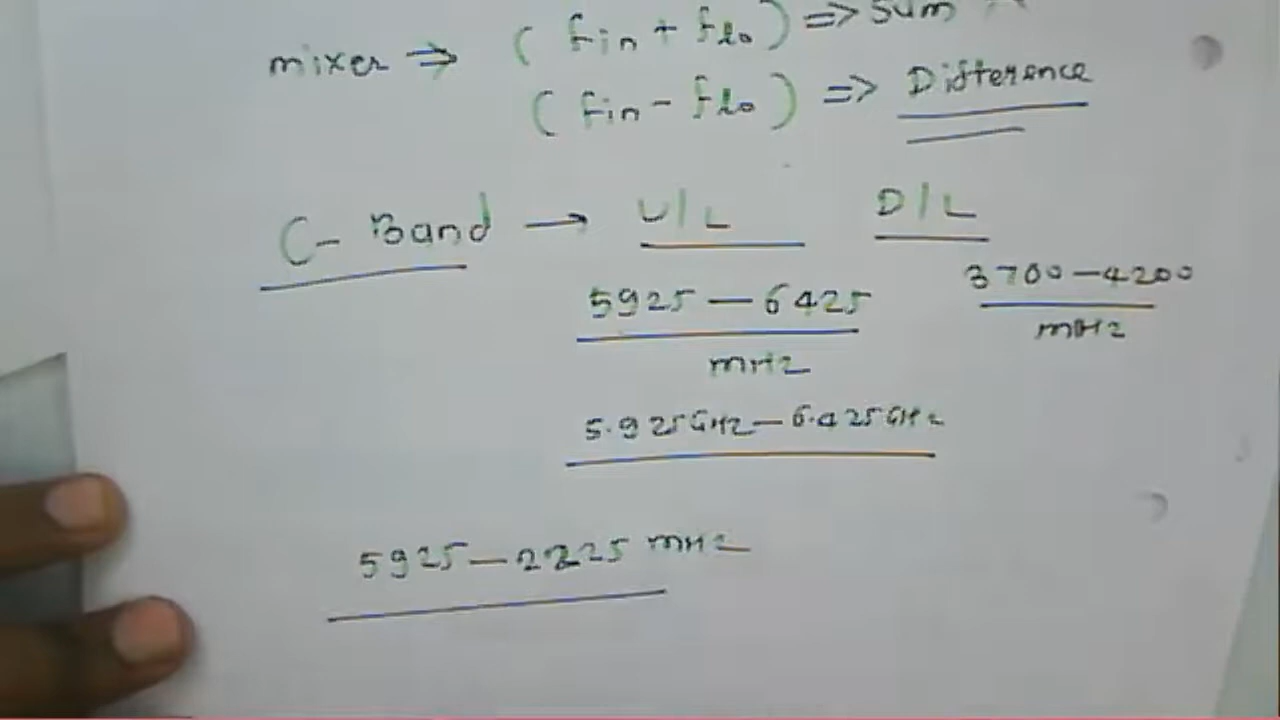 mixer ⇒ (fin + flo) ⇒ Sum
(fin - flo) ⇒ Difference
C-Band → U/L D/L
5925 — 6425 3700 — 4200
mHz mHz
5.925GHz — 6.425GHz
5925 — 2225 mHz